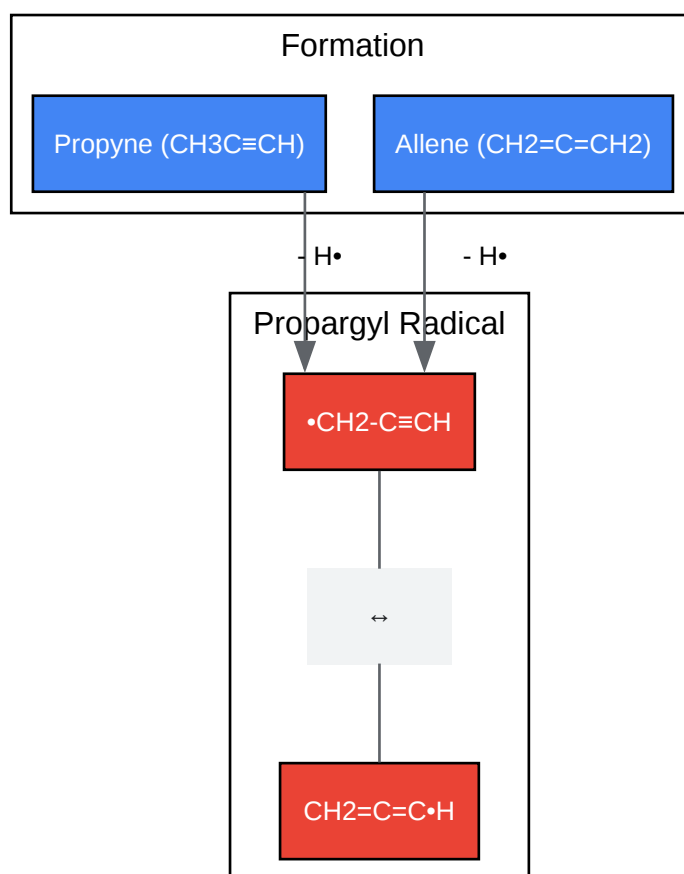 Formation
Propyne (CH3C≡CH)
Allene (CH2=C=CH2)
- H•
- H•
Propargyl Radical
•CH2-C≡CH
↔
CH2=C=C•H